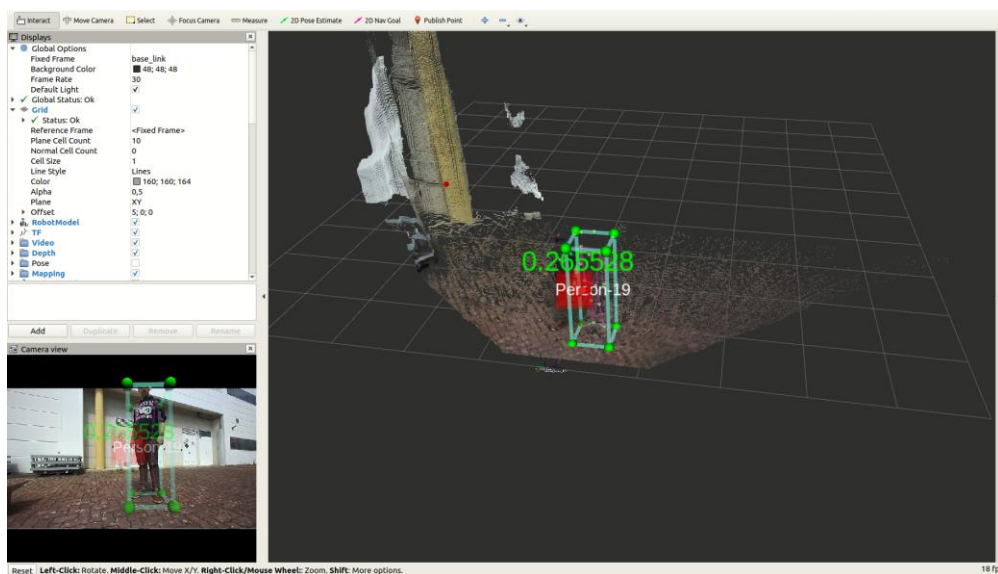 Interact Move Camera Select Focus Camera Measure 2D Pose Estimate 2D Nav Goal Publish Point
Displays
Global Options
Fixed Frame base_link
Background Color 48; 48; 48
Frame Rate 30
Default Light
Global Status: Ok
Grid
Status: Ok
Reference Frame <Fixed Frame>
Plane Cell Count 10
Normal Cell Count 0
Cell Size 1
Line Style Lines
Color 160; 160; 164
Alpha 0,5
Plane XY
Offset 5; 0; 0
RobotModel
TF
Video
Depth
Pose
Mapping
Add Duplicate Remove Rename
Camera view
0.265528
Person-19
0.265528
Person-19
Reset Left-Click: Rotate. Middle-Click: Move X/Y. Right-Click/Mouse Wheel:: Zoom. Shift: More options.
18 fp